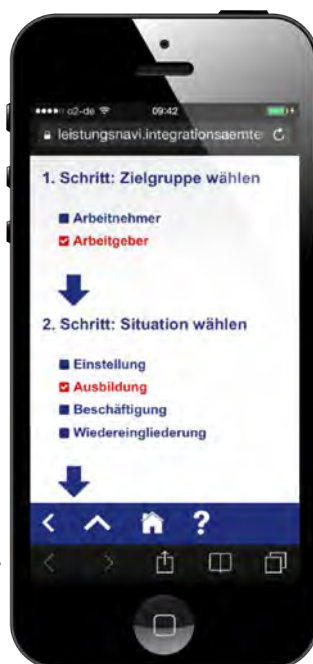 o2-de 09:42
leistungsnavi.integrationsaemte
1. Schritt: Zielgruppe wählen
Arbeitnehmer
Arbeitgeber
2. Schritt: Situation wählen
Einstellung
Ausbildung
Beschäftigung
Wiedereingliederung
?